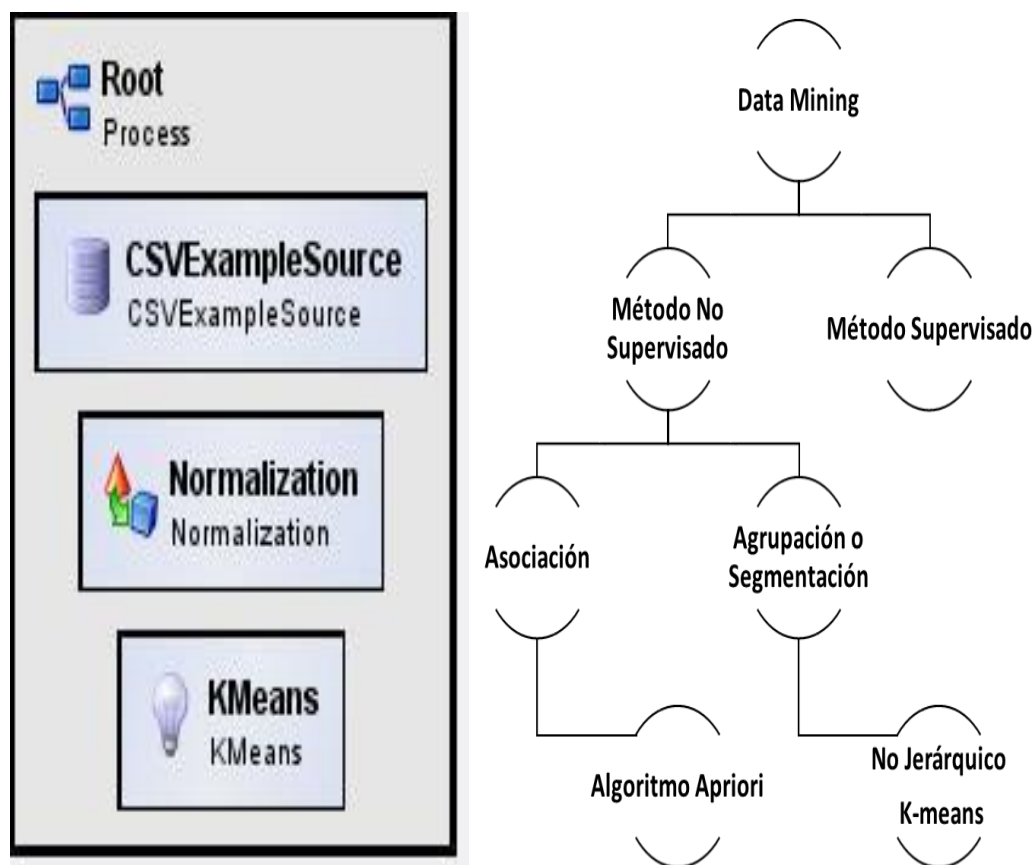 Root
Process
CSVExampleSource
CSVExampleSource
Normalization
Normalization
KMeans
KMeans
Data Mining
Método No
Supervisado
Método Supervisado
Asociación
Agrupación o
Segmentación
Algoritmo Apriori
No Jerárquico
K-means